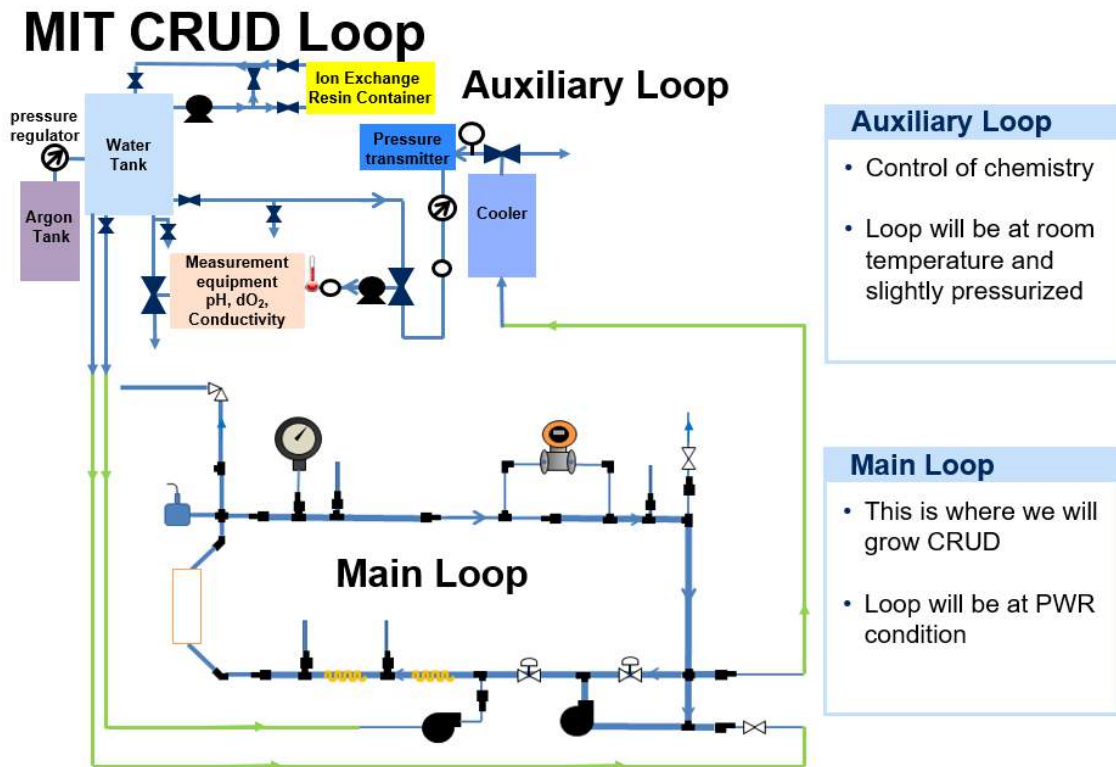 MIT CRUD Loop
Auxiliary Loop
Ion Exchange
Resin Container
pressure
regulator
Water
Tank
Pressure
transmitter
Argon
Tank
Cooler
Measurement
equipment
pH, dO₂,
Conductivity
Main Loop
Auxiliary Loop
• Control of chemistry
• Loop will be at room
temperature and
slightly pressurized
Main Loop
• This is where we will
grow CRUD
• Loop will be at PWR
condition